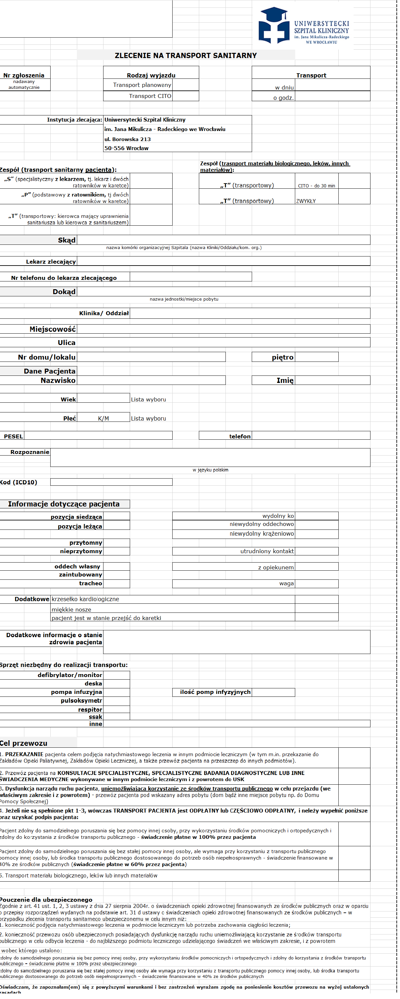 UNIWERSYTECKI
SZPITAL KLINICZNY
im. Jana Mikulicza-Radeckiego
WE WROCŁAWIU
ZLECENIE NA TRANSPORT SANITARNY
Nr zgłoszenia
nadawany
automatycznie
Rodzaj wyjazdu
Transport planowany
Transport CITO
Transport
w dniu
o godz.
Instytucja zlecająca: Uniwersytecki Szpital Kliniczny
im. Jana Mikulicza - Radeckiego we Wrocławiu
ul. Borowska 213
50-556 Wrocław
Zespół (trasnport sanitarny pacjenta):
„S” (specjalistyczny z lekarzem, tj. lekarz i dwóch
ratowników w karetce)
„P” (podstawowy z ratownikiem, tj dwóch
ratowników w karetce)
„T” (transportowy: kierowca mający uprawnienia
sanitariusza lub kierowca z sanitariuszem)
Zespół (trasnport materiału biologicznego, leków, innych
materiałów):
„T” (transportowy) CITO - do 30 min
„T” (transportowy) ZWYKŁY
Skąd
nazwa komórki organizacyjnej Szpitala (nazwa Kliniki/Oddziału/kom. org.)
Lekarz zlecający
Nr telefonu do lekarza zlecającego
Dokąd
nazwa jednostki/miejsce pobytu
Klinika/ Oddział
Miejscowość
Ulica
Nr domu/lokalu piętro
Dane Pacjenta
Nazwisko Imię
Wiek Lista wyboru
Płeć K/M Lista wyboru
PESEL telefon
Rozpoznanie
w języku polskim
Kod (ICD10)
Informacje dotyczące pacjenta
pozycja siedząca wydolny ko
pozycja leżąca niewydolny oddechowo
niewydolny krążeniowo
przytomny
nieprzytomny utrudniony kontakt
oddech własny z opiekunem
zaintubowany
tracheo waga
Dodatkowe krzesełko kardiologiczne
miękkie nosze
pacjent jest w stanie przejść do karetki
Dodatkowe informacje o stanie
zdrowia pacjenta
Sprzęt niezbędny do realizacji transportu:
defibrylator/monitor
deska
pompa infuzyjna ilość pomp infyzyjnych
pulsoksymetr
respitor
ssak
inne
Cel przewozu
1. PRZEKAZANIE pacjenta celem podjęcia natychmiastowego leczenia w innym podmiocie leczniczym (w tym m.in. przekazanie do
Zakładów Opieki Paliatywnej, Zakładów Opieki Leczniczej, a także przewóz pacjenta na przeszczep do innych podmiotów).
2. Przewóz pacjenta na KONSULTACJE SPECJALISTYCZNE, SPECJALISTYCZNE BADANIA DIAGNOSTYCZNE LUB INNE
ŚWIADCZENIA MEDYCZNE wykonywane w innym podmiocie leczniczym i z powrotem do USK
3. Dysfunkcja narządu ruchu pacjenta, uniemożliwiająca korzystanie ze środków transportu publicznego w celu przejazdu (we
właściwym zakresie i z powrotem) - przewóz pacjenta pod wskazany adres pobytu (dom bądź inne miejsce pobytu np. do Domu
Pomocy Społecznej)
4. Jeżeli nie są spełnione pkt 1-3, wówczas TRANSPORT PACJENTA jest ODPŁATNY lub CZĘŚCIOWO ODPŁATNY, i neleży wypełnić poniższe
oraz uzyskać podpis pacjenta:
Pacjent zdolny do samodzielnego poruszania się bez pomocy innej osoby, przy wykorzystaniu środków pomocniczych i ortopedycznych i
zdolny do korzystania z środków transportu publicznego - świadczenie płatne w 100% przez pacjenta
Pacjent zdolny do samodzielnego poruszania się bez stałej pomocy innej osoby, ale wymaga przy korzystaniu z transportu publicznego
pomocy innej osoby, lub środka transportu publicznego dostosowanego do potrzeb osób niepełnosprawnych - świadczenie finansowane w
40% ze środków publicznych (świadczenie płatne w 60% przez pacjenta)
5. Transport materiału biologicznego, leków lub innych materiałów
Pouczenie dla ubezpieczonego
Zgodnie z art. 41 ust. 1, 2, 3 ustawy z dnia 27 sierpnia 2004r. o świadczeniach opieki zdrowotnej finansowanych ze środków publicznych oraz w oparciu
o przepisy rozporządzeń wydanych na podstawie art. 31 d ustawy o świadczeniach opieki zdrowotnej finansowanych ze środków publicznych – w
przypadku zlecenia transportu sanitarnego ubezpieczonemu w celu innym niż:
1. konieczność podjęcia natychmiastowego leczenia w podmiocie leczniczym lub potrzeba zachowania ciągłości leczenia;
2. konieczność przewozu osób ubezpieczonych posiadających dysfunkcję narządu ruchu uniemożliwiającą korzystanie ze środków transportu
publicznego w celu odbycia leczenia - do najbliższego podmiotu leczniczego udzielającego świadczeń we właściwym zakresie, i z powrotem
wobec którego ustalono:
zdolny do samodzielnego poruszania się bez pomocy innej osoby, przy wykorzystaniu środków pomocniczych i ortopedycznych i zdolny do korzystania z środków transportu
publicznego – świadczenie płatne w 100% przez ubezpieczonego
zdolny do samodzielnego poruszania się bez stałej pomocy innej osoby ale wymaga przy korzystaniu z transportu publicznego pomocy innej osoby, lub środka transportu
publicznego dostosowanego do potrzeb osób niepełnosprawnych – świadczenie finansowane w 40% ze środków publicznych
Oświadczam, że zapoznałam(em) się z powyższymi warunkami i bez zastrzeżeń wyrażam zgodę na poniesienie kosztów przewozu na wyżej ustalonych
zasadach